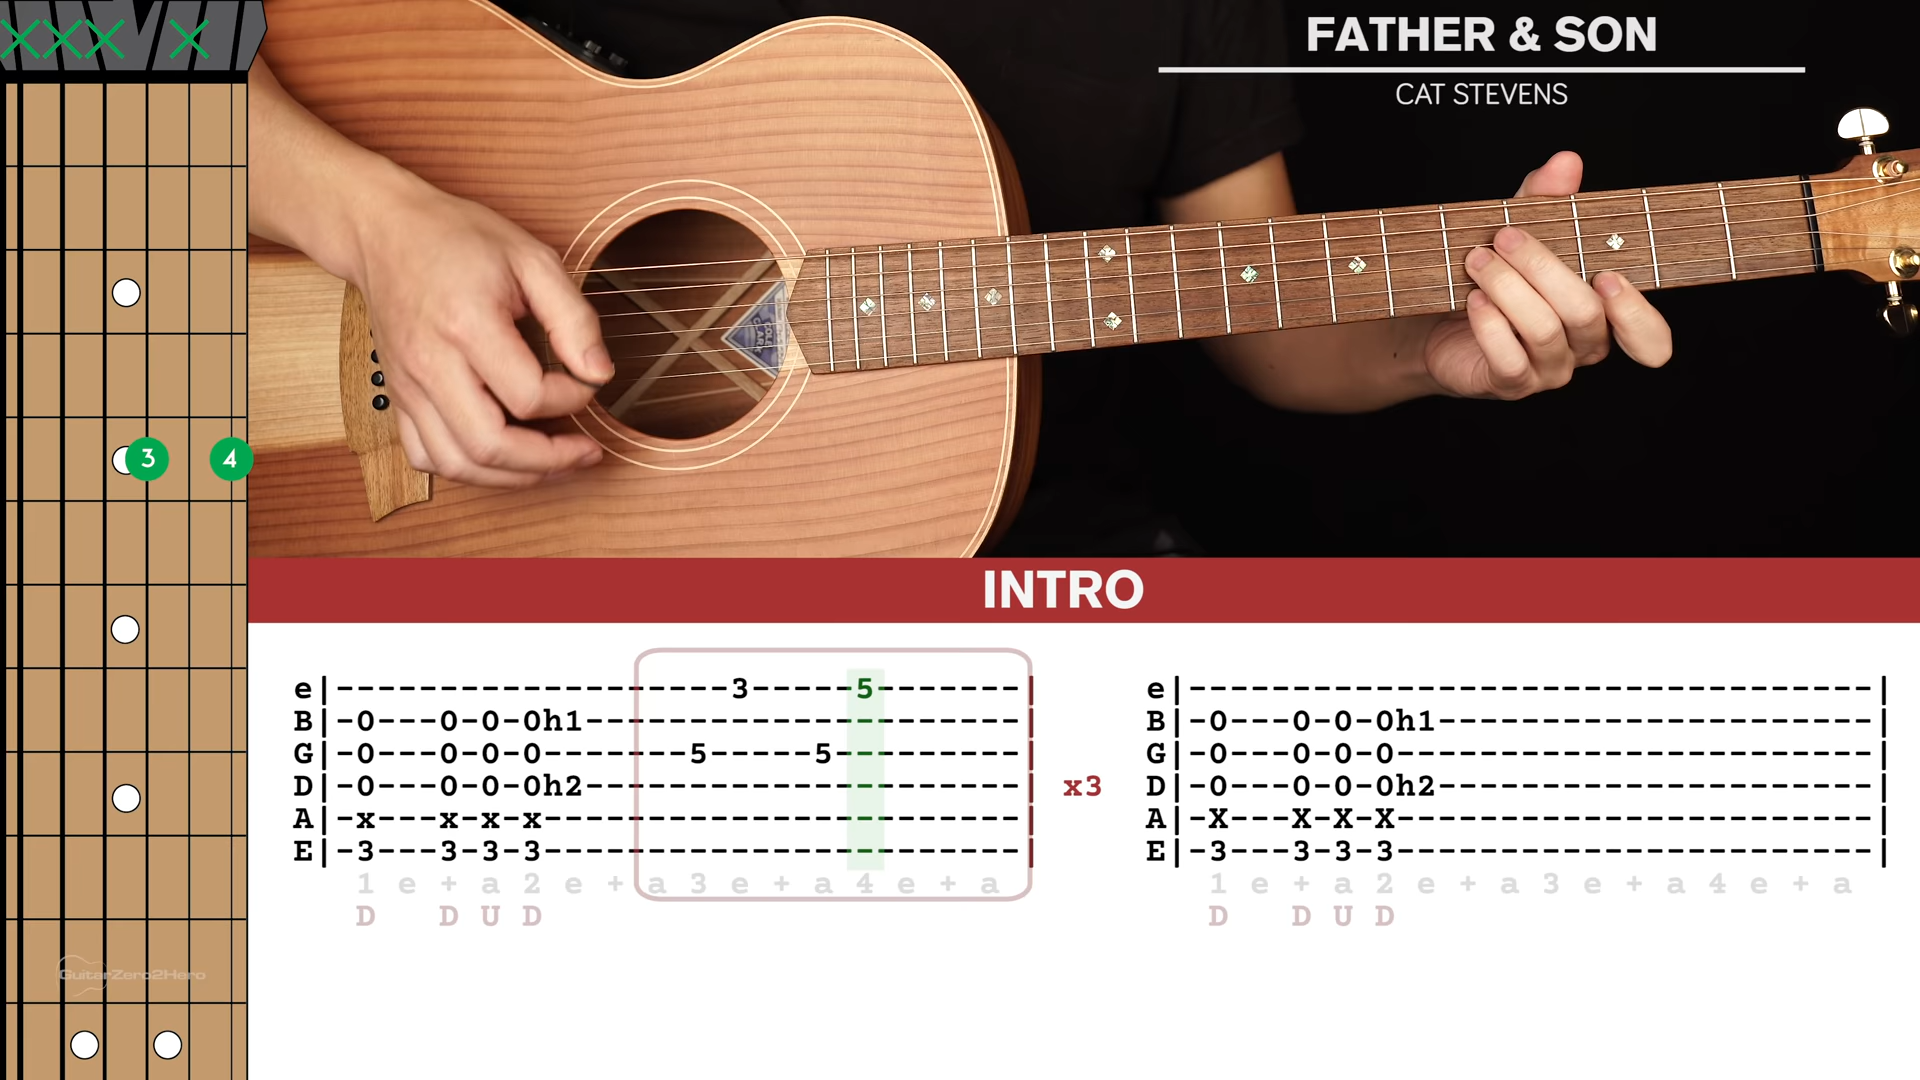 FATHER & SON
CAT STEVENS
3 4
INTRO
e|-------------------3-----5-------|
B|-0---0-0-0h1---------------------|
G|-0---0-0-0-------5-----5---------|
D|-0---0-0-0h2---------------------| x3
A|-x---x-x-x-----------------------|
E|-3---3-3-3-----------------------|
1 e + a 2 e + a 3 e + a 4 e + a
D D U D
e|---------------------------------|
B|-0---0-0-0h1---------------------|
G|-0---0-0-0-----------------------|
D|-0---0-0-0h2---------------------|
A|-X---X-X-X-----------------------|
E|-3---3-3-3-----------------------|
1 e + a 2 e + a 3 e + a 4 e + a
D D U D
GuitarZero2Hero